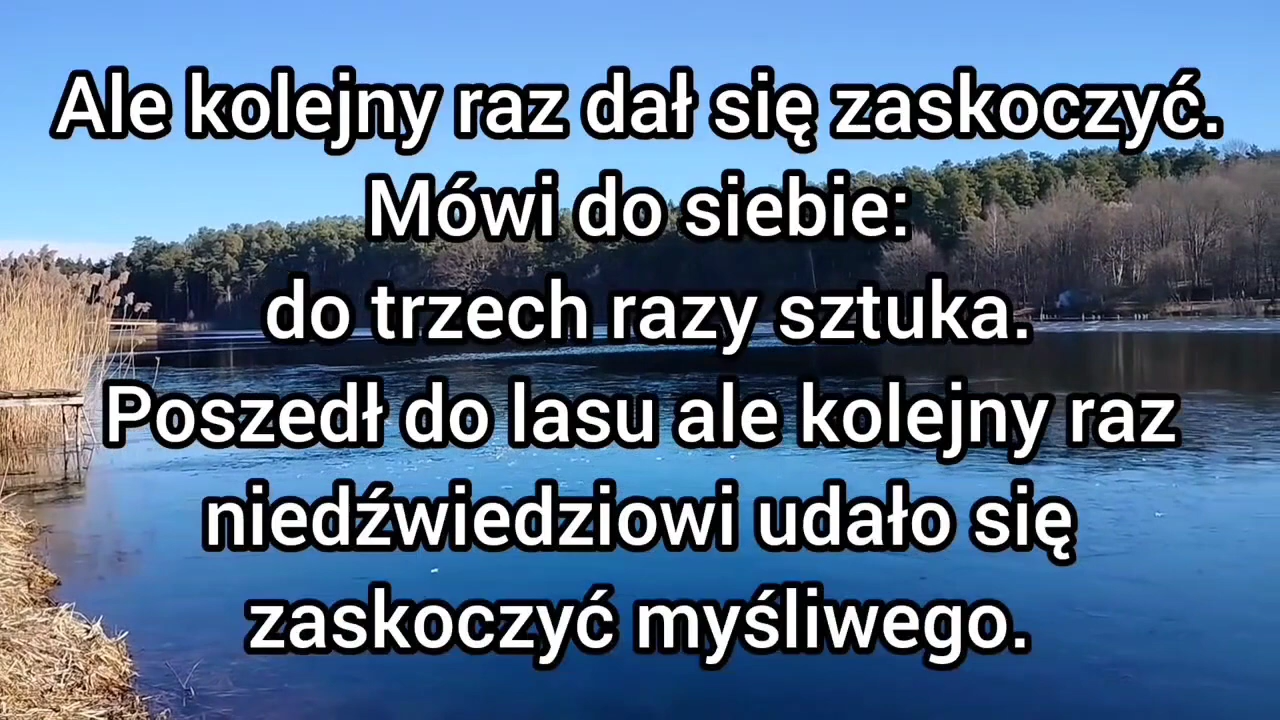 Ale kolejny raz dał się zaskoczyć.
Mówi do siebie:
do trzech razy sztuka.
Poszedł do lasu ale kolejny raz
niedźwiedziowi udało się
zaskoczyć myśliwego.